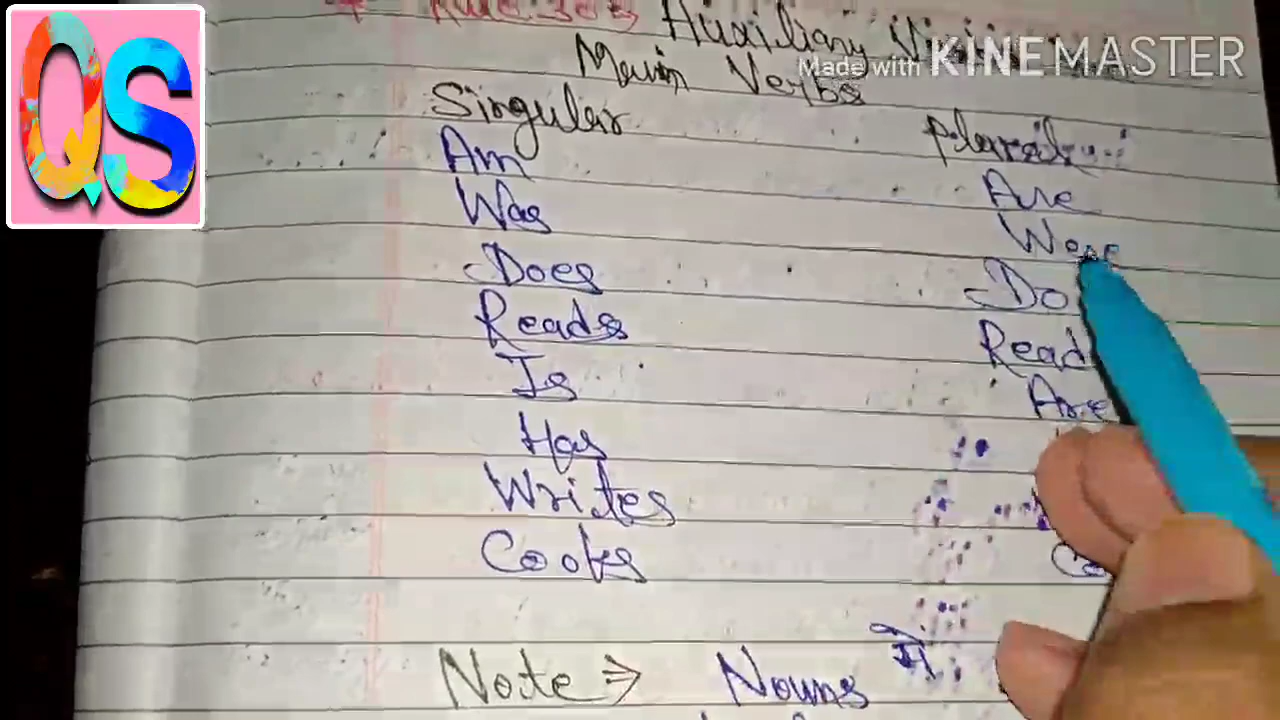 QS
Auxiliary
Made with KINEMASTER
Main Verbs
Singular Plural
Am Are
Was Were
Does Do
Reads Read
Is Are
Has
Writes
Cooks
Note ⇒ Nouns में